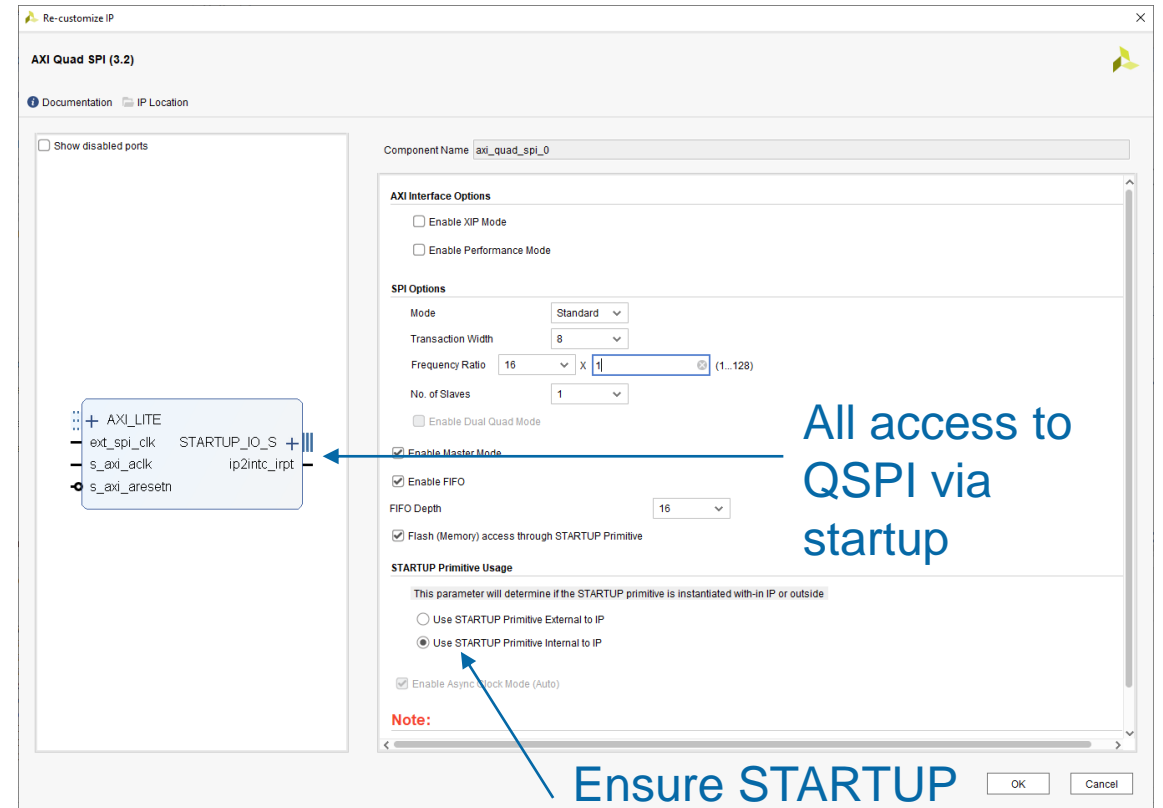 Re-customize IP
AXI Quad SPI (3.2)
Documentation IP Location
Show disabled ports
AXI_LITE
ext_spi_clk STARTUP_IO_S
s_axi_aclk ip2intc_irpt
s_axi_aresetn
Component Name axi_quad_spi_0
AXI Interface Options
Enable XIP Mode
Enable Performance Mode
SPI Options
Mode Standard
Transaction Width 8
Frequency Ratio 16 X 1 (1...128)
No. of Slaves 1
Enable Dual Quad Mode
Enable Master Mode
Enable FIFO
FIFO Depth 16
Flash (Memory) access through STARTUP Primitive
STARTUP Primitive Usage
This parameter will determine if the STARTUP primitive is instantiated with-in IP or outside
Use STARTUP Primitive External to IP
Use STARTUP Primitive Internal to IP
Enable Async Clock Mode (Auto)
Note:
All access to
QSPI via
startup
Ensure STARTUP
OK Cancel